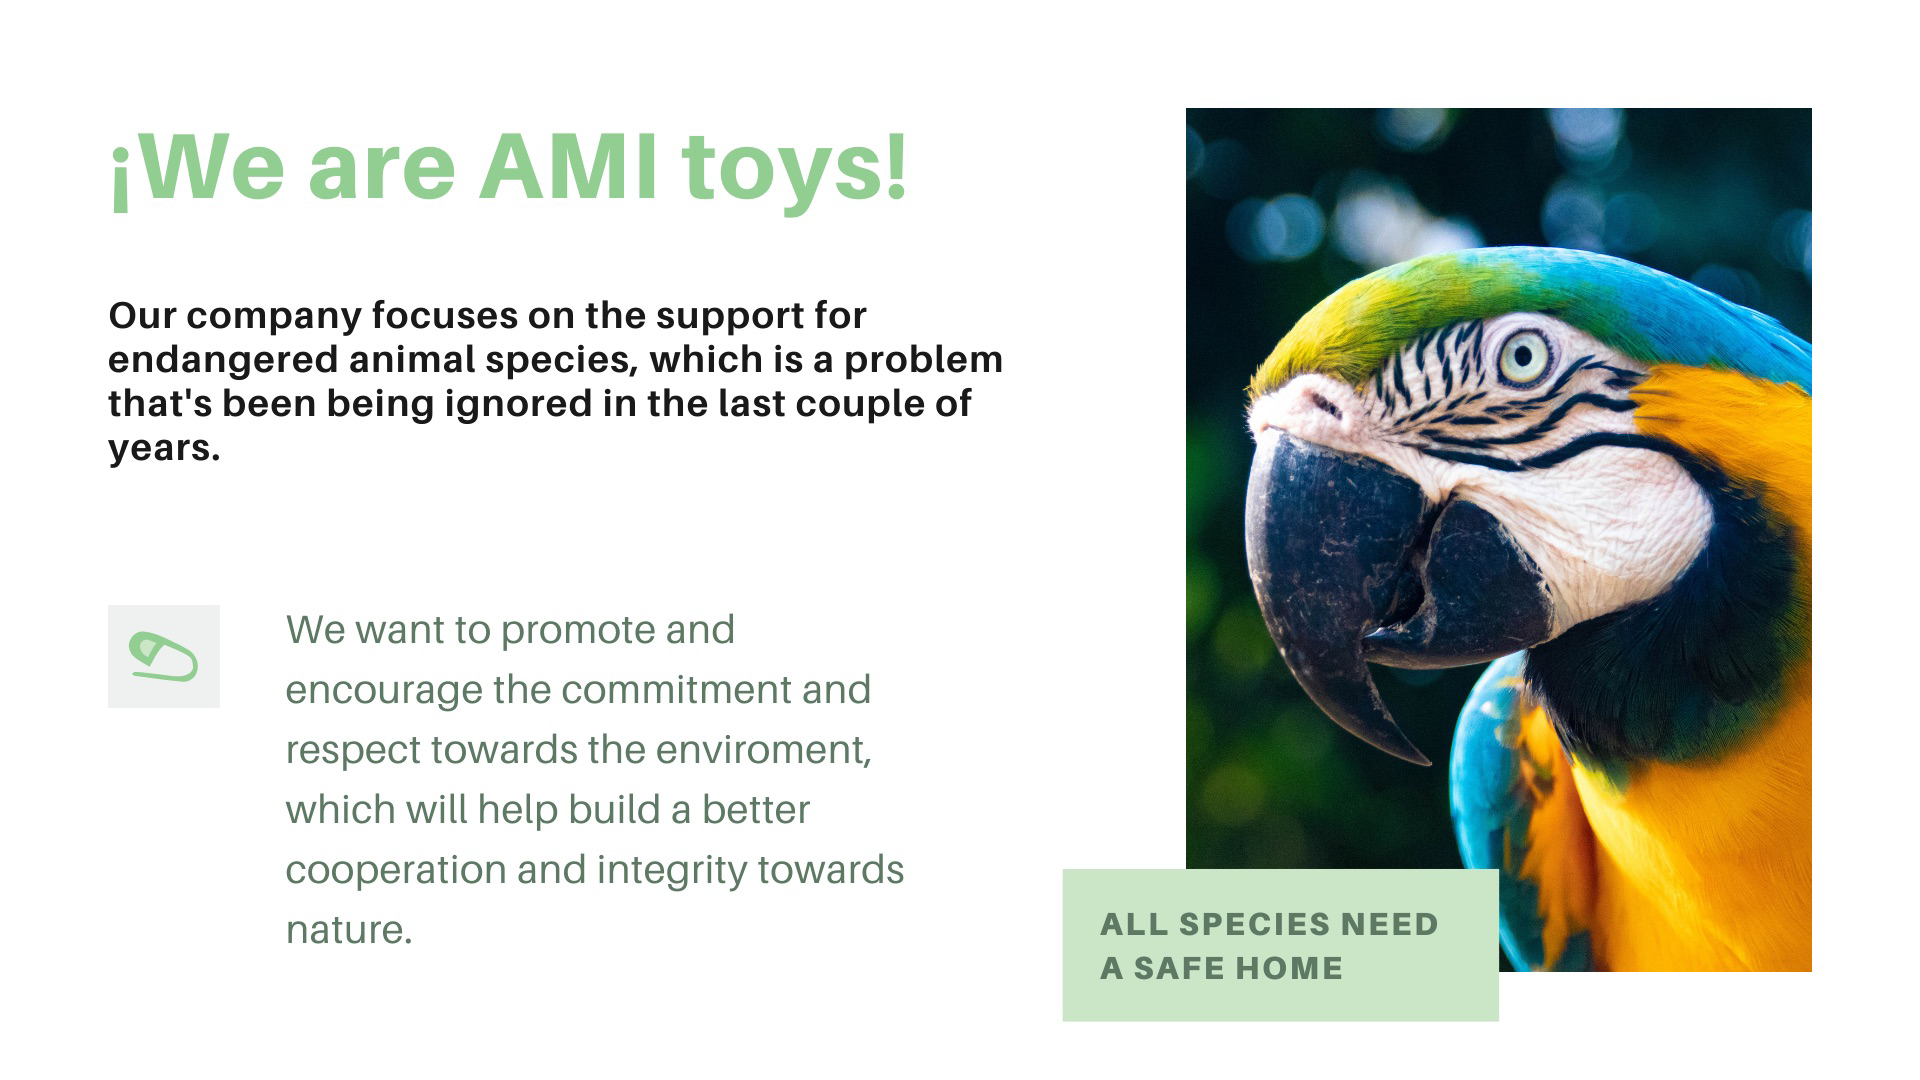 ¡We are AMI toys!
Our company focuses on the support for
endangered animal species, which is a problem
that's been being ignored in the last couple of
years.
We want to promote and
encourage the commitment and
respect towards the enviroment,
which will help build a better
cooperation and integrity towards
nature.
ALL SPECIES NEED
A SAFE HOME